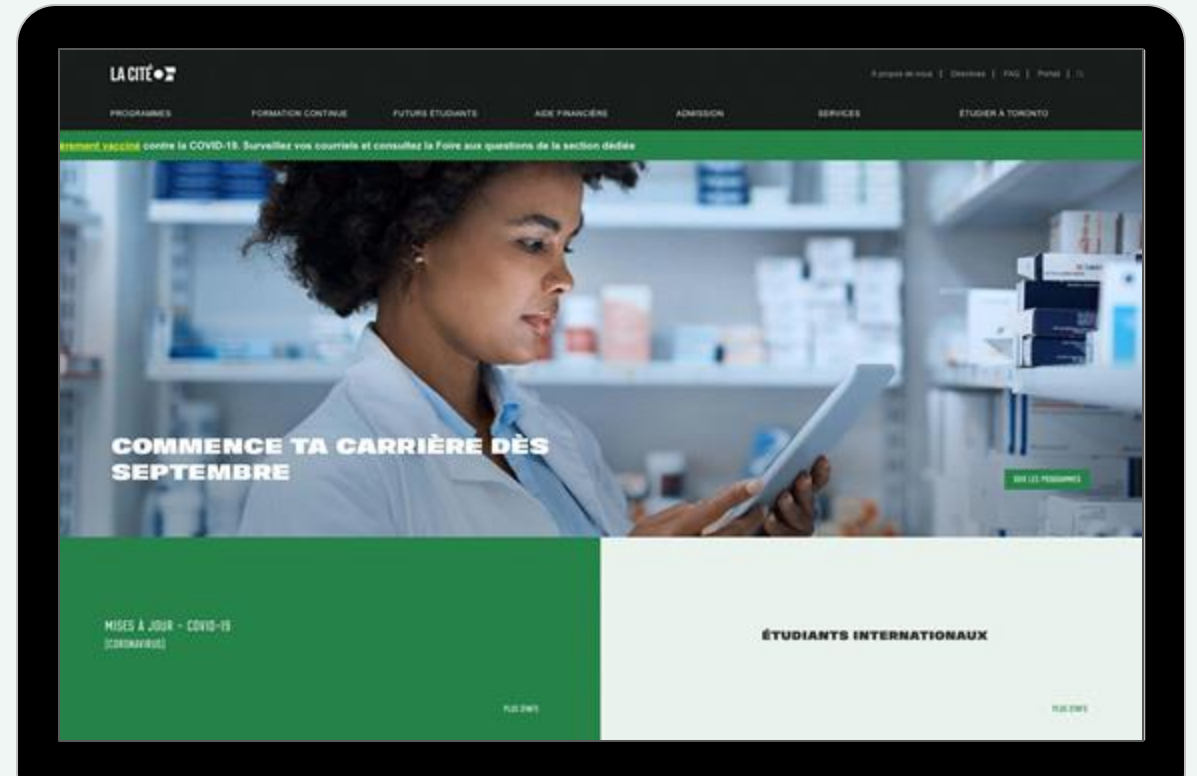 LA CITÉ
À propos de nous | Directives | FAQ | Portail |
PROGRAMMES FORMATION CONTINUE FUTURS ÉTUDIANTS AIDE FINANCIÈRE ADMISSION SERVICES ÉTUDIER À TORONTO
èrement vacciné contre la COVID-19. Surveillez vos courriels et consultez la Foire aux questions de la section dédiée
COMMENCE TA CARRIÈRE DÈS
SEPTEMBRE
VOIR LES PROGRAMMES
MISES À JOUR - COVID-19
[CORONAVIRUS]
ÉTUDIANTS INTERNATIONAUX
PLUS D'INFO
PLUS D'INFO